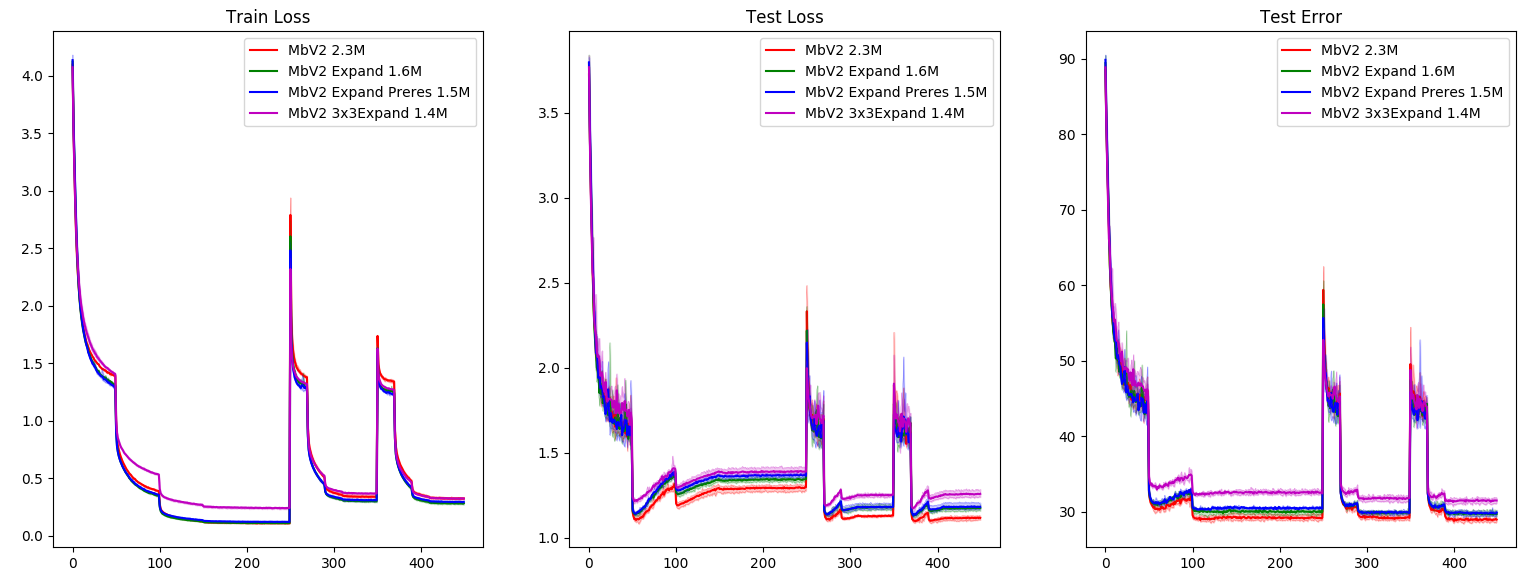 Train Loss
MbV2 2.3M
MbV2 Expand 1.6M
MbV2 Expand Preres 1.5M
MbV2 3x3Expand 1.4M
4.0
3.5
3.0
2.5
2.0
1.5
1.0
0.5
0.0
0 100 200 300 400
Test Loss
MbV2 2.3M
MbV2 Expand 1.6M
MbV2 Expand Preres 1.5M
MbV2 3x3Expand 1.4M
3.5
3.0
2.5
2.0
1.5
1.0
0 100 200 300 400
Test Error
MbV2 2.3M
MbV2 Expand 1.6M
MbV2 Expand Preres 1.5M
MbV2 3x3Expand 1.4M
90
80
70
60
50
40
30
0 100 200 300 400